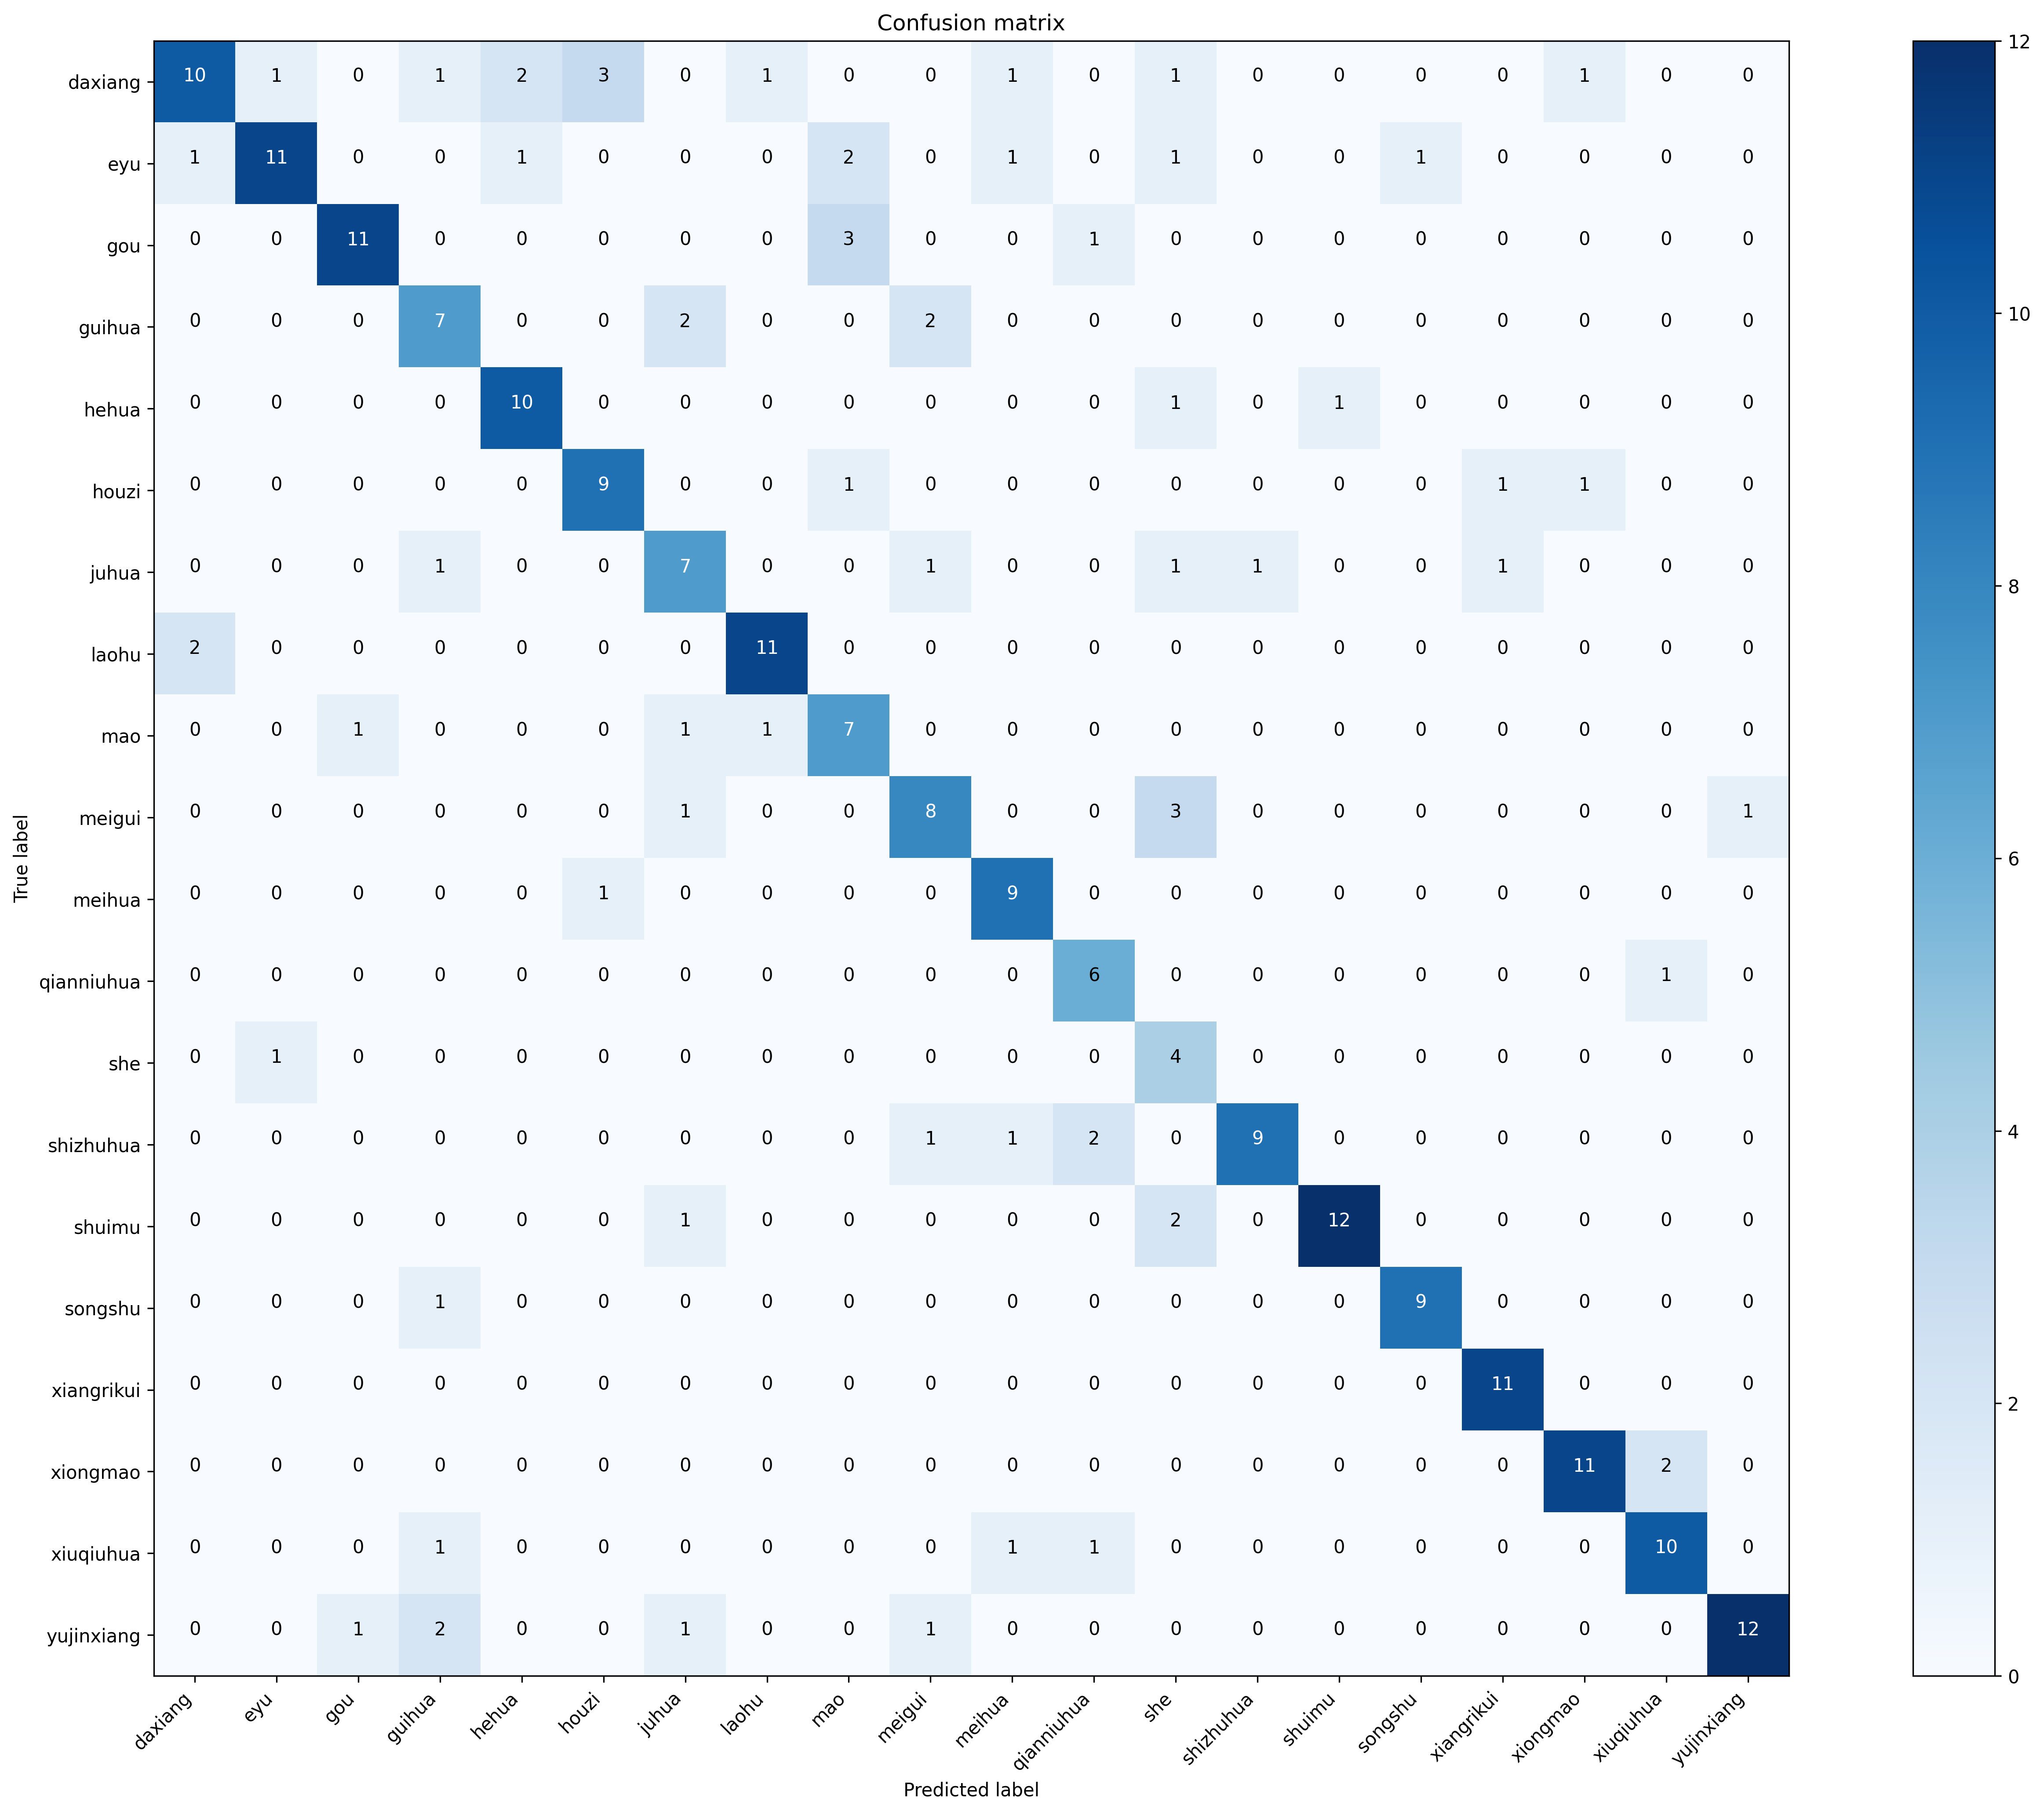 Confusion matrix
daxiang 10 1 0 1 2 3 0 1 0 0 1 0 1 0 0 0 0 1 0 0
eyu 1 11 0 0 1 0 0 0 2 0 1 0 1 0 0 1 0 0 0 0
gou 0 0 11 0 0 0 0 0 3 0 0 1 0 0 0 0 0 0 0 0
guihua 0 0 0 7 0 0 2 0 0 2 0 0 0 0 0 0 0 0 0 0
hehua 0 0 0 0 10 0 0 0 0 0 0 0 1 0 1 0 0 0 0 0
houzi 0 0 0 0 0 9 0 0 1 0 0 0 0 0 0 0 1 1 0 0
juhua 0 0 0 1 0 0 7 0 0 1 0 0 1 1 0 0 1 0 0 0
laohu 2 0 0 0 0 0 0 11 0 0 0 0 0 0 0 0 0 0 0 0
mao 0 0 1 0 0 0 1 1 7 0 0 0 0 0 0 0 0 0 0 0
meigui 0 0 0 0 0 0 1 0 0 8 0 0 3 0 0 0 0 0 0 1
meihua 0 0 0 0 0 1 0 0 0 0 9 0 0 0 0 0 0 0 0 0
qianniuhua 0 0 0 0 0 0 0 0 0 0 0 6 0 0 0 0 0 0 1 0
she 0 1 0 0 0 0 0 0 0 0 0 0 4 0 0 0 0 0 0 0
shizhuhua 0 0 0 0 0 0 0 0 0 1 1 2 0 9 0 0 0 0 0 0
shuimu 0 0 0 0 0 0 1 0 0 0 0 0 2 0 12 0 0 0 0 0
songshu 0 0 0 1 0 0 0 0 0 0 0 0 0 0 0 9 0 0 0 0
xiangrikui 0 0 0 0 0 0 0 0 0 0 0 0 0 0 0 0 11 0 0 0
xiongmao 0 0 0 0 0 0 0 0 0 0 0 0 0 0 0 0 0 11 2 0
xiuqiuhua 0 0 0 1 0 0 0 0 0 0 1 1 0 0 0 0 0 0 10 0
yujinxiang 0 0 1 2 0 0 1 0 0 1 0 0 0 0 0 0 0 0 0 12
daxiang eyu gou guihua hehua houzi juhua laohu mao meigui meihua qianniuhua she shizhuhua shuimu songshu xiangrikui xiongmao xiuqiuhua yujinxiang
Predicted label
True label
12
10
8
6
4
2
0